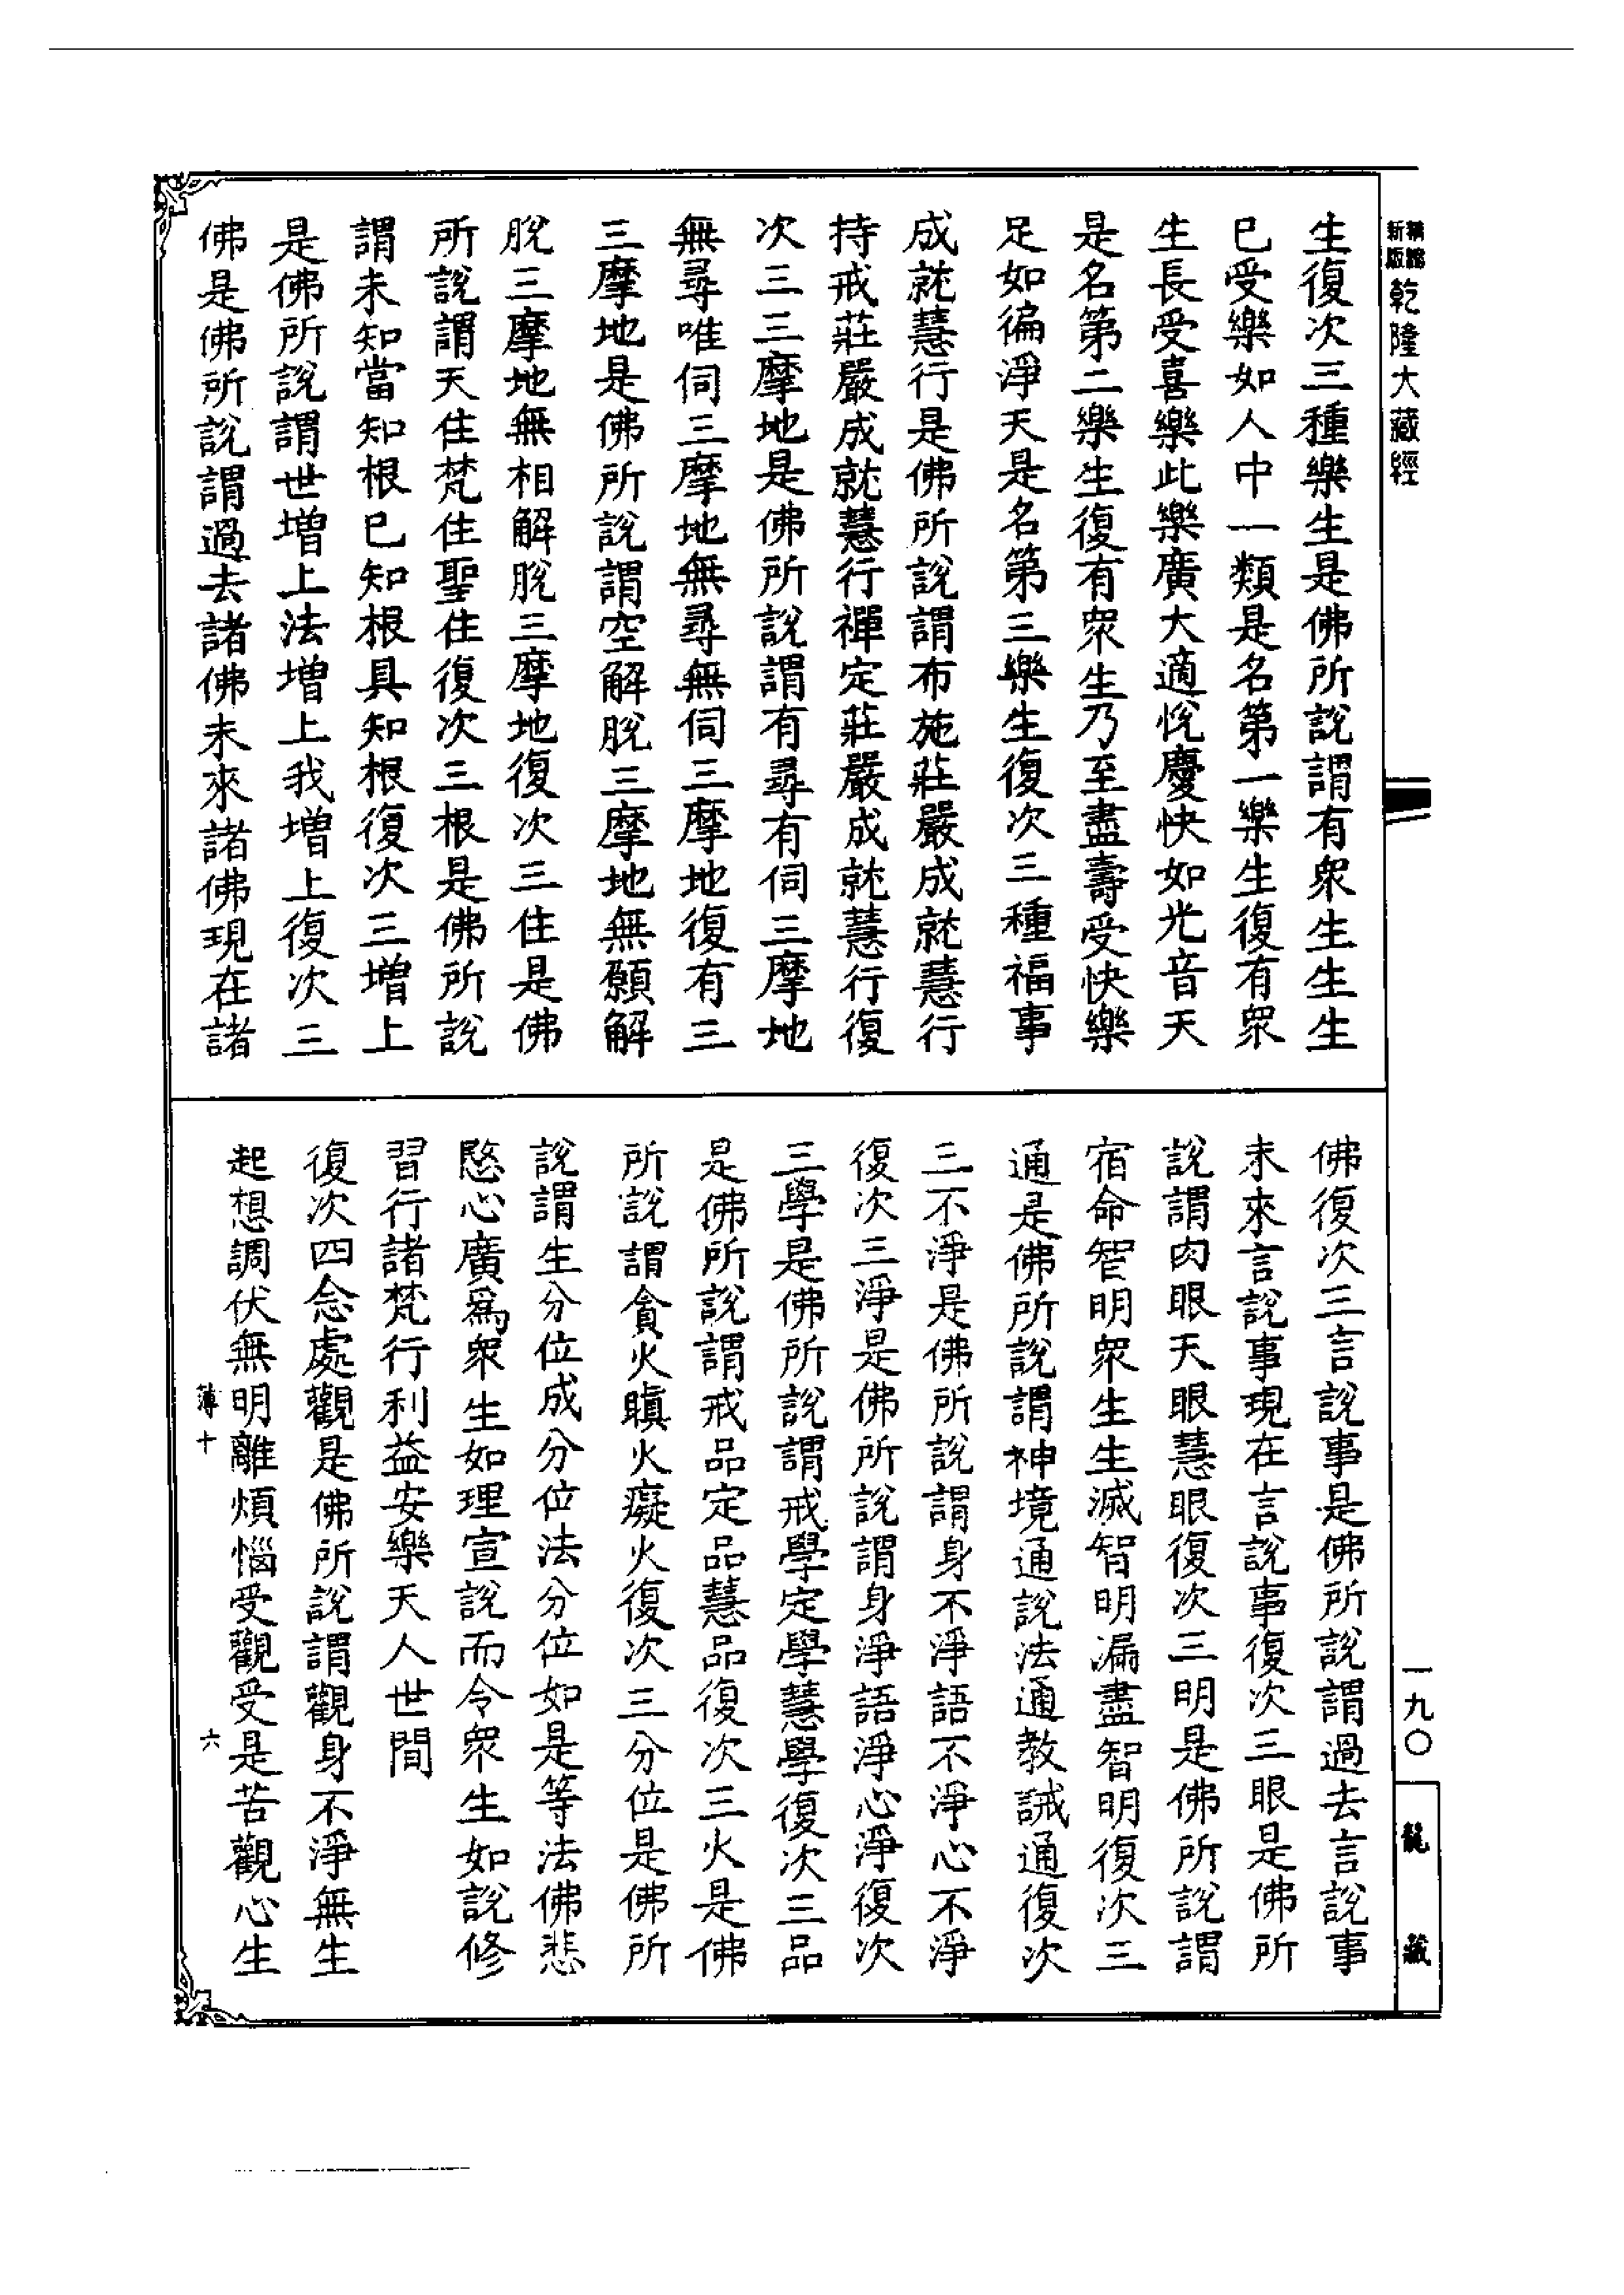 新版
精緻
乾隆大藏經
生復次三種樂生是佛所說謂有衆生生生
已受樂如人中一類是名第一樂生復有衆
生長受喜樂此樂廣大適悅慶快如光音天
是名第二樂生復有衆生乃至盡壽受快樂
足如徧淨天是名第三樂生復次三種福事
成就慧行是佛所說謂布施莊嚴成就慧行
持戒莊嚴成就慧行禪定莊嚴成就慧行復
次三三摩地是佛所說謂有尋有伺三摩地
無尋唯伺三摩地無尋無伺三摩地復有三
三摩地是佛所說謂空解脫三摩地無願解
脫三摩地無相解脫三摩地復次三住是佛
所說謂天住梵住聖住復次三根是佛所說
謂未知當知根已知根具知根復次三增上
是佛所說謂世增上法增上我增上復次三
佛是佛所說謂過去諸佛未來諸佛現在諸
佛復次三言說事是佛所說謂過去言說事
未來言說事現在言說事復次三眼是佛所
說謂肉眼天眼慧眼復次三明是佛所說謂
宿命智明衆生生滅智明漏盡智明復次三
通是佛所說謂神境通說法通教誡通復次
三不淨是佛所說謂身不淨語不淨心不淨
復次三淨是佛所說謂身淨語淨心淨復次
三學是佛所說謂戒學定學慧學復次三品
是佛所說謂戒品定品慧品復次三火是佛
所說謂貪火瞋火癡火復次三分位是佛所
說謂生分位成分位法分位如是等法佛悲
愍心廣爲衆生如理宣說而令衆生如說修
習行諸梵行利益安樂天人世間
復次四念處觀是佛所說謂觀身不淨無生
起想調伏無明離煩惱受觀受是苦觀心生
薄十
六
一九〇
龍藏